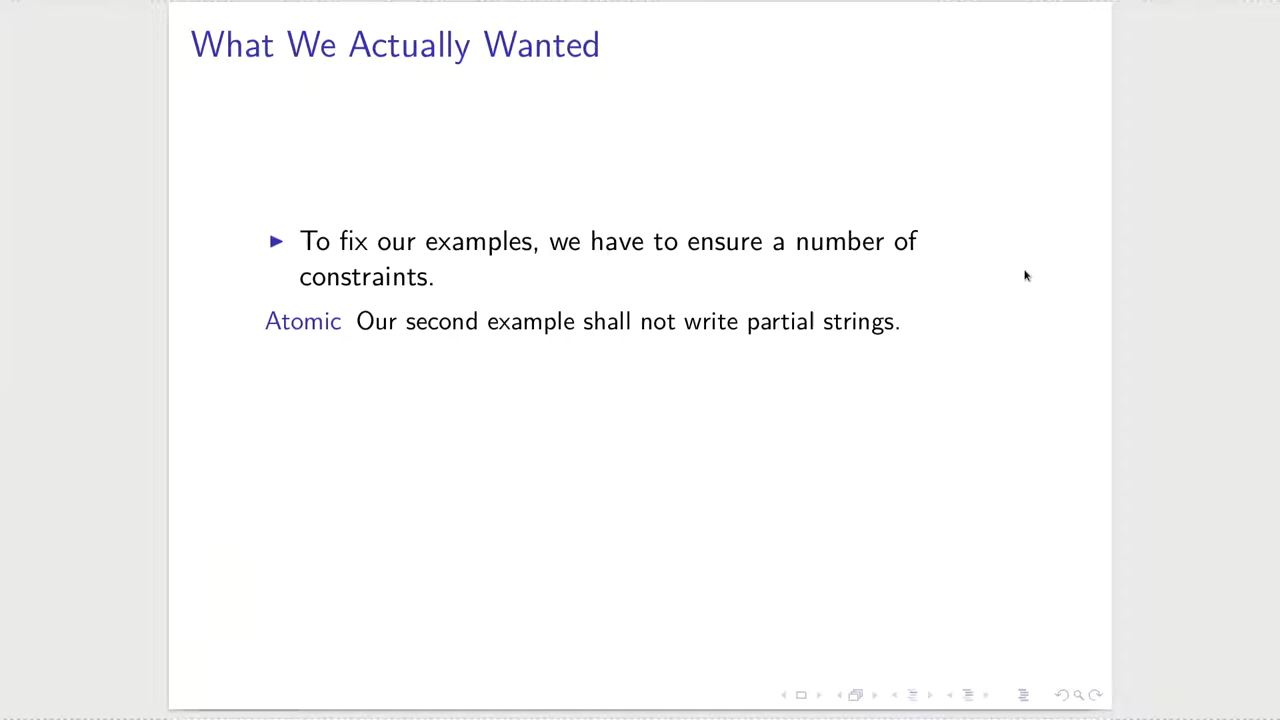 What We Actually Wanted
To fix our examples, we have to ensure a number of
constraints.
Atomic Our second example shall not write partial strings.